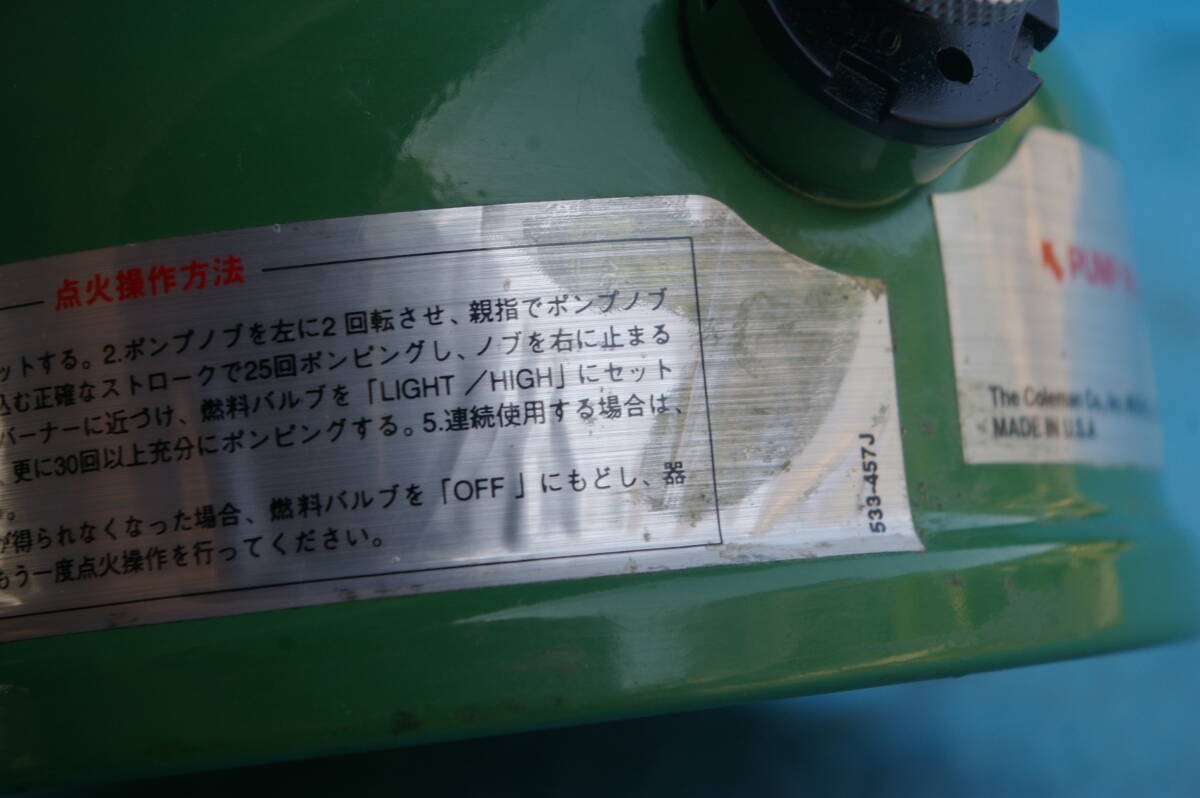 点火操作方法
ットする。2.ポンプノブを左に2回転させ、親指でポンプノブ
込む正確なストロークで25回ポンピングし、ノブを右に止まる
バーナーに近づけ、燃料バルブを「LIGHT/HIGH」にセット
、更に30回以上充分にポンピングする。5.連続使用する場合は、
。
が得られなくなった場合、燃料バルブを「OFF」にもどし、器
もう一度点火操作を行ってください。
533-457J
PUMP
The Coleman Co., Inc.
MADE IN U.S.A